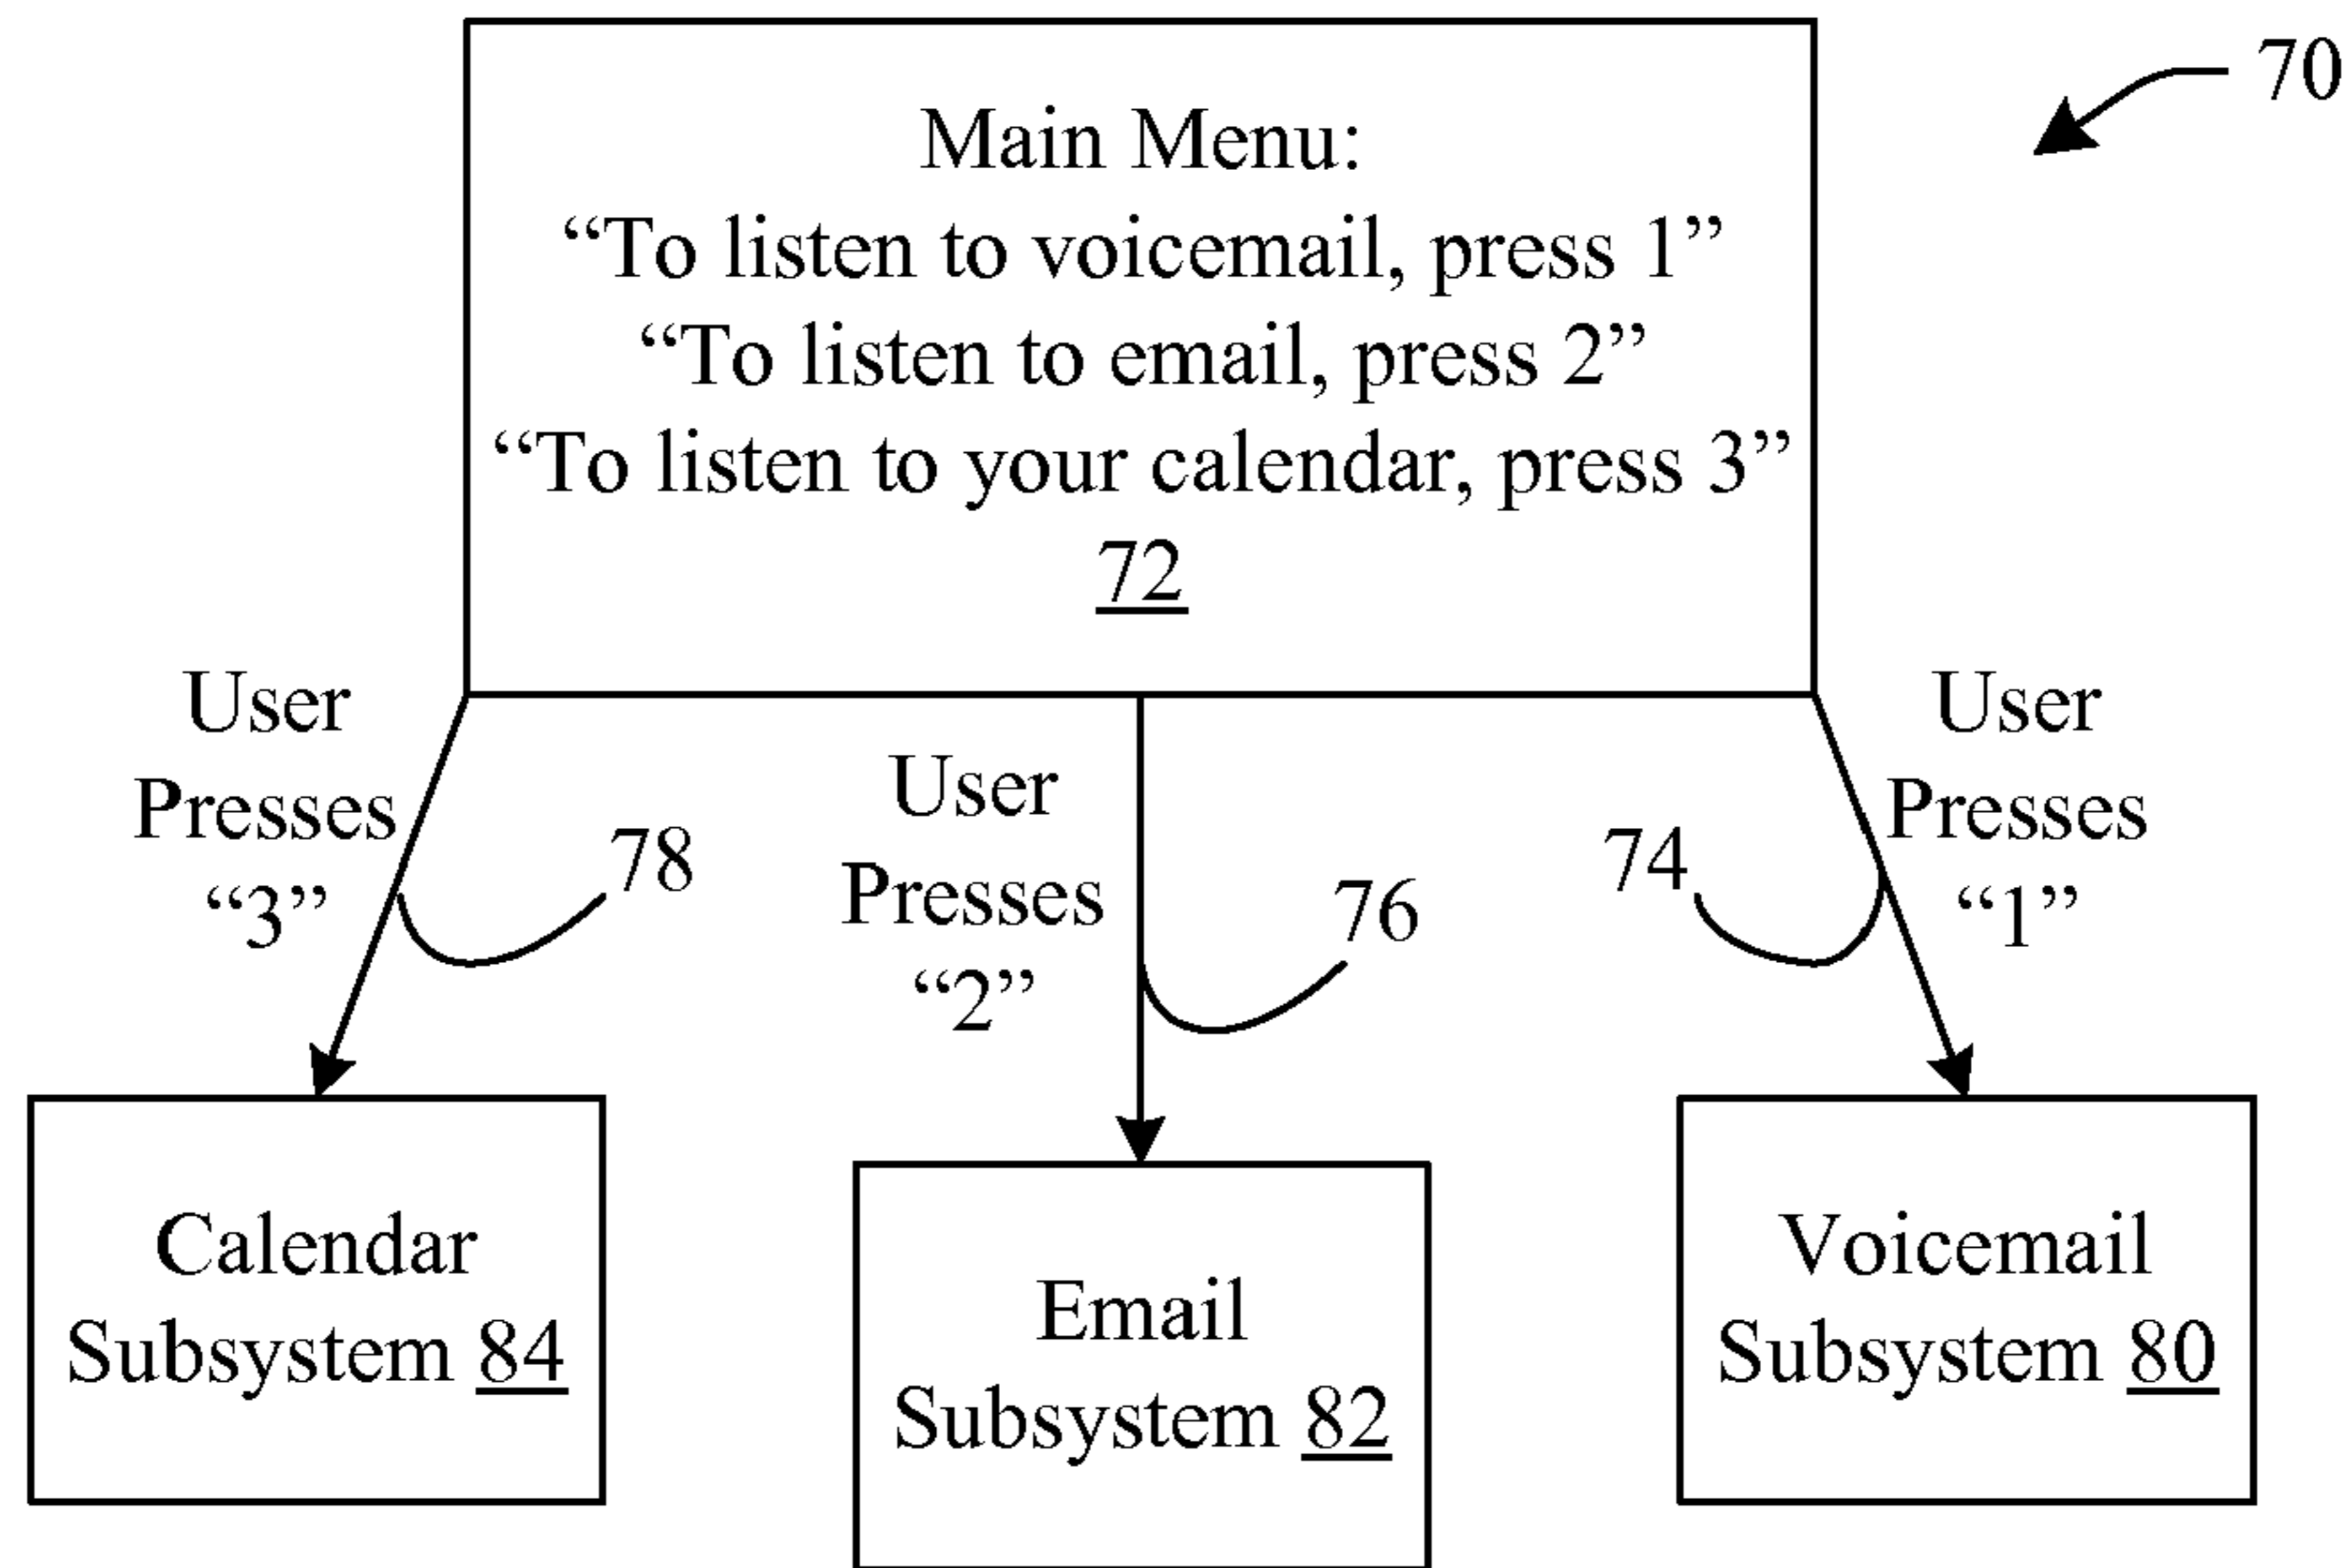 70
Main Menu:
“To listen to voicemail, press 1”
“To listen to email, press 2”
“To listen to your calendar, press 3”
72
User
Presses
“3”
78
User
Presses
“2”
76
74
User
Presses
“1”
Calendar
Subsystem 84
Email
Subsystem 82
Voicemail
Subsystem 80